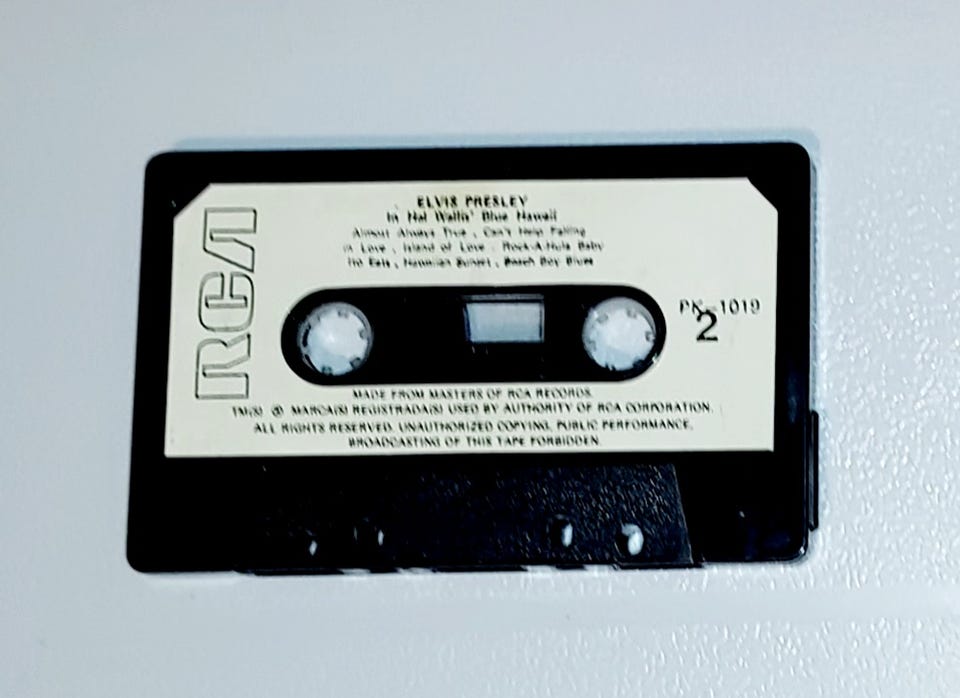 RCA
ELVIS PRESLEY
In Hal Wallis' Blue Hawaii
Almost Always True , Can't Help Falling
in Love , Island of Love , Rock-A-Hula Baby
Ito Eats , Hawaiian Sunset , Beach Boy Blues
PK-1019
2
MADE FROM MASTERS OF RCA RECORDS.
TM(S) ® MARCA(S) REGISTRADA(S) USED BY AUTHORITY OF RCA CORPORATION.
ALL RIGHTS RESERVED. UNAUTHORIZED COPYING, PUBLIC PERFORMANCE,
BROADCASTING OF THIS TAPE FORBIDDEN.